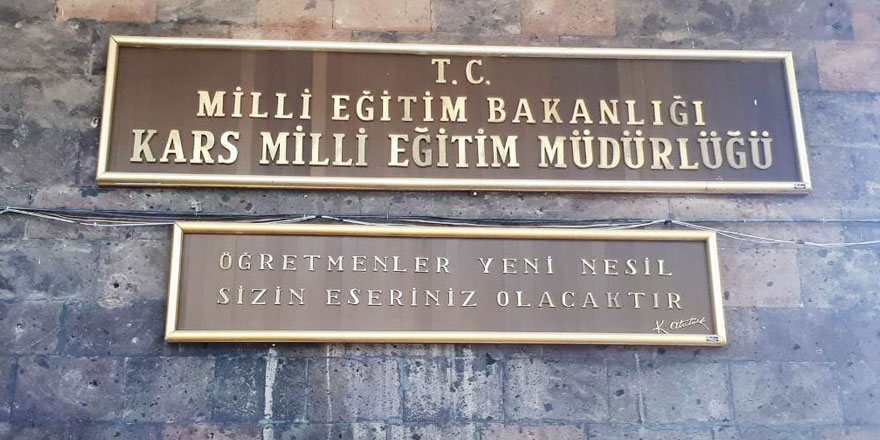 T.C.
MİLLİ EĞİTİM BAKANLIĞI
KARS MİLLİ EĞİTİM MÜDÜRLÜĞÜ
ÖĞRETMENLER YENİ NESİL
SİZİN ESERİNİZ OLACAKTIR
K Atatürk